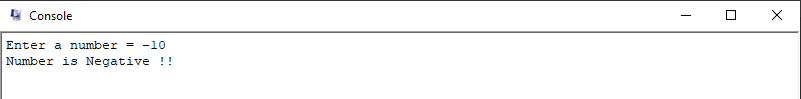 Console
Enter a number = -10
Number is Negative !!